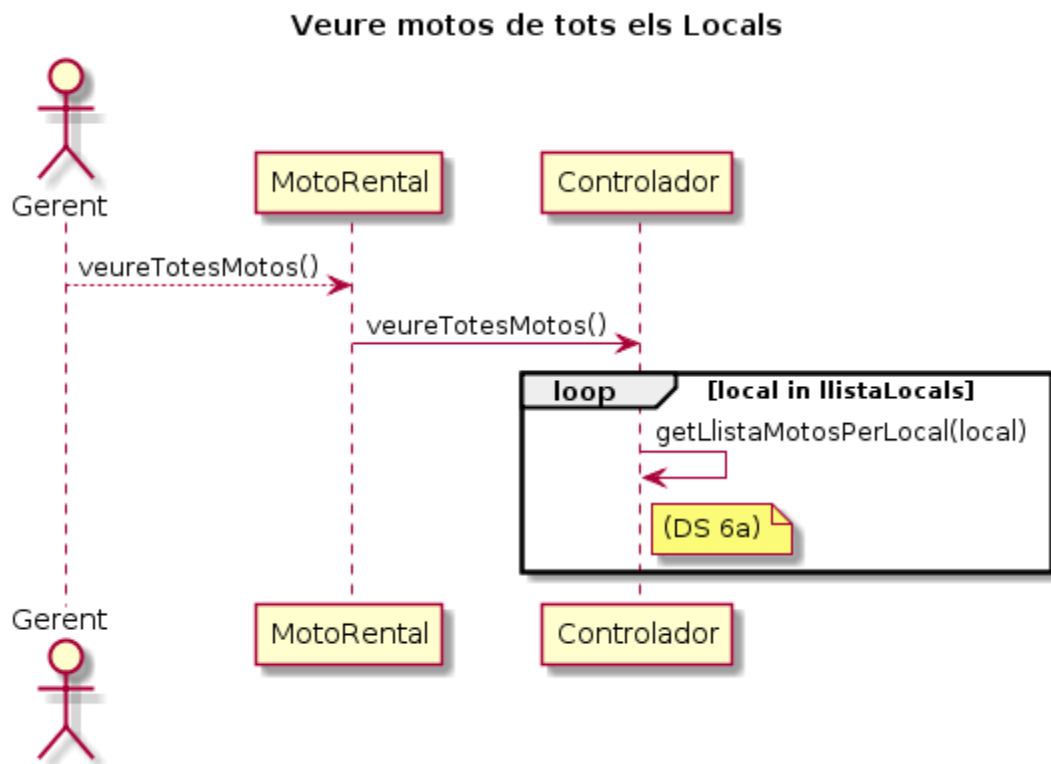 Veure motos de tots els Locals
Gerent
MotoRental
Controlador
veureTotesMotos()
veureTotesMotos()
loop
[local in llistaLocals]
getLlistaMotosPerLocal(local)
(DS 6a)
Gerent
MotoRental
Controlador